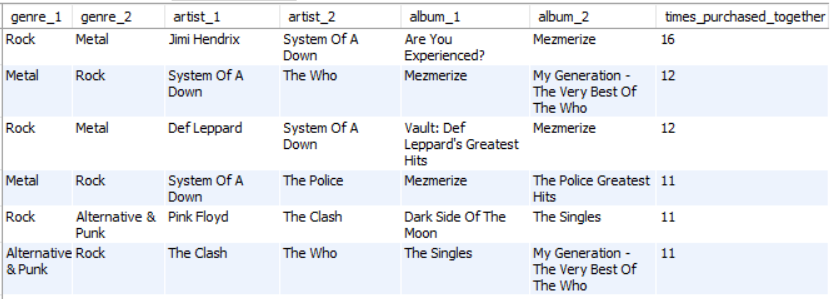 genre_1 genre_2 artist_1 artist_2 album_1 album_2 times_purchased_together
Rock Metal Jimi Hendrix System Of A Down Are You Experienced? Mezmerize 16
Metal Rock System Of A Down The Who Mezmerize My Generation - The Very Best Of The Who 12
Rock Metal Def Leppard System Of A Down Vault: Def Leppard's Greatest Hits Mezmerize 12
Metal Rock System Of A Down The Police Mezmerize The Police Greatest Hits 11
Rock Alternative & Punk Pink Floyd The Clash Dark Side Of The Moon The Singles 11
Alternative & Punk Rock The Clash The Who The Singles My Generation - The Very Best Of The Who 11